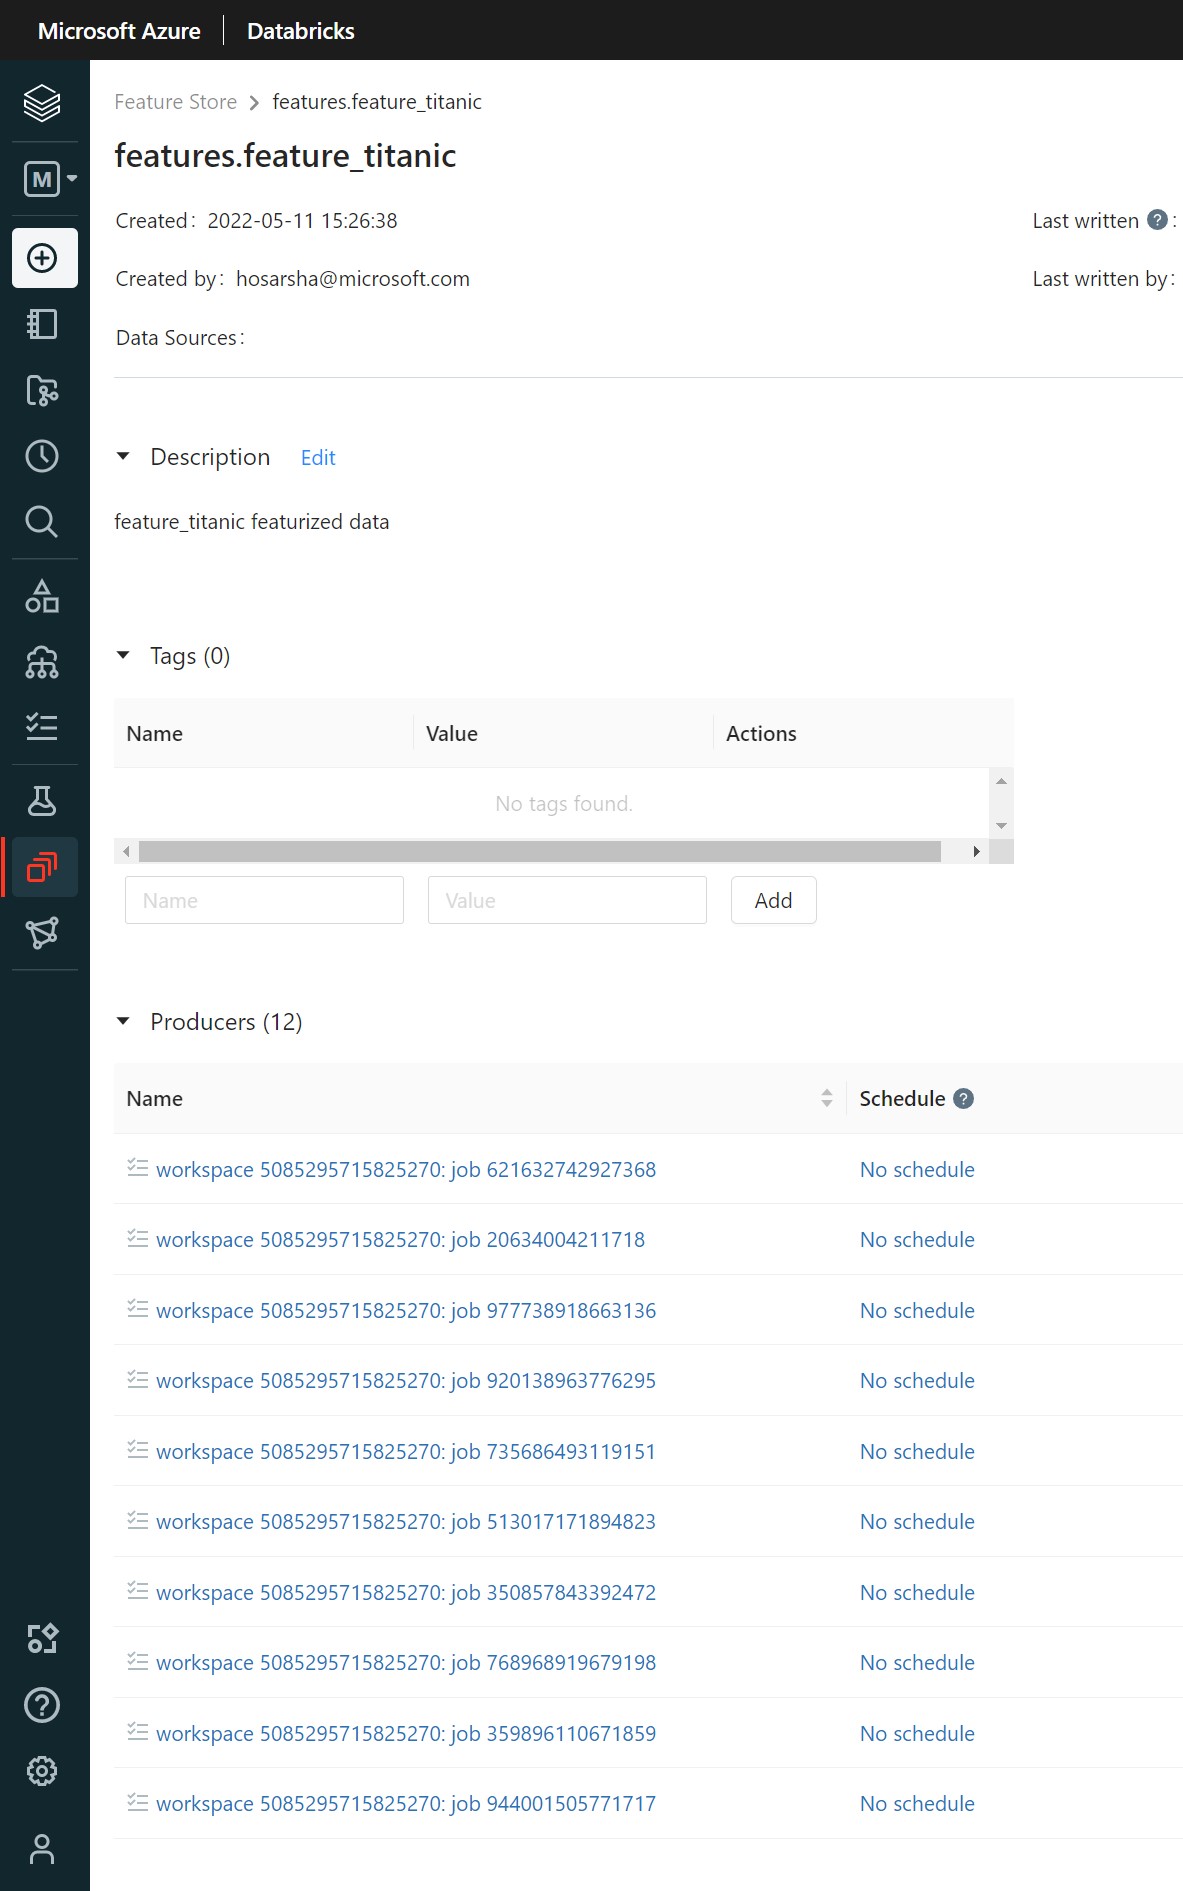 Microsoft Azure Databricks
Feature Store > features.feature_titanic
M
features.feature_titanic
Created: 2022-05-11 15:26:38 Last written ? :
Created by: hosarsha@microsoft.com Last written by:
Data Sources:
Description Edit
feature_titanic featurized data
Tags (0)
Name Value Actions
No tags found.
Name Value Add
Producers (12)
Name Schedule ?
workspace 5085295715825270: job 621632742927368 No schedule
workspace 5085295715825270: job 20634004211718 No schedule
workspace 5085295715825270: job 977738918663136 No schedule
workspace 5085295715825270: job 920138963776295 No schedule
workspace 5085295715825270: job 735686493119151 No schedule
workspace 5085295715825270: job 513017171894823 No schedule
workspace 5085295715825270: job 350857843392472 No schedule
workspace 5085295715825270: job 768968919679198 No schedule
workspace 5085295715825270: job 359896110671859 No schedule
workspace 5085295715825270: job 944001505771717 No schedule